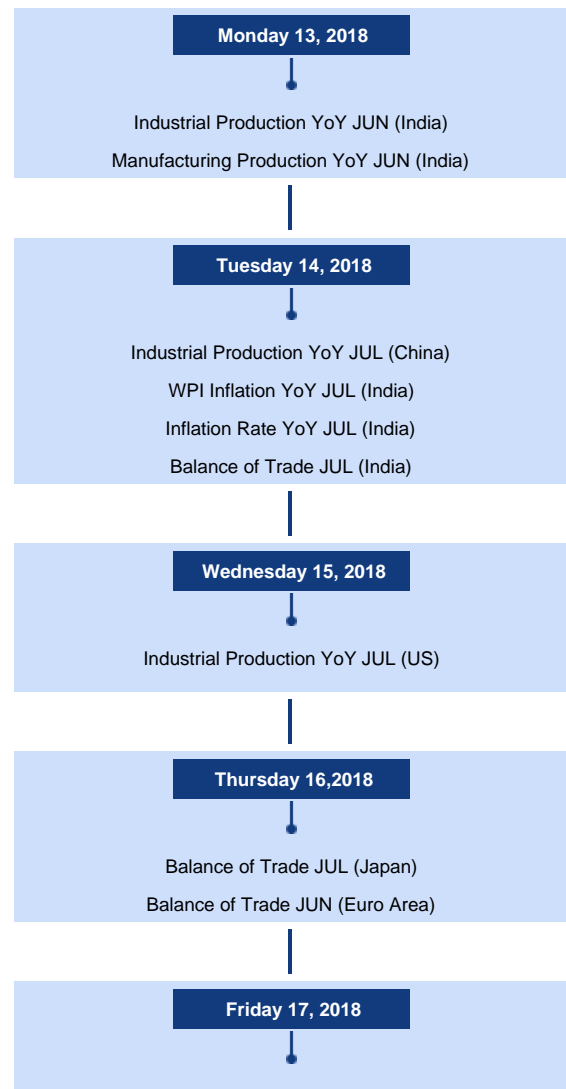 Monday 13, 2018
Industrial Production YoY JUN (India)
Manufacturing Production YoY JUN (India)
Tuesday 14, 2018
Industrial Production YoY JUL (China)
WPI Inflation YoY JUL (India)
Inflation Rate YoY JUL (India)
Balance of Trade JUL (India)
Wednesday 15, 2018
Industrial Production YoY JUL (US)
Thursday 16,2018
Balance of Trade JUL (Japan)
Balance of Trade JUN (Euro Area)
Friday 17, 2018